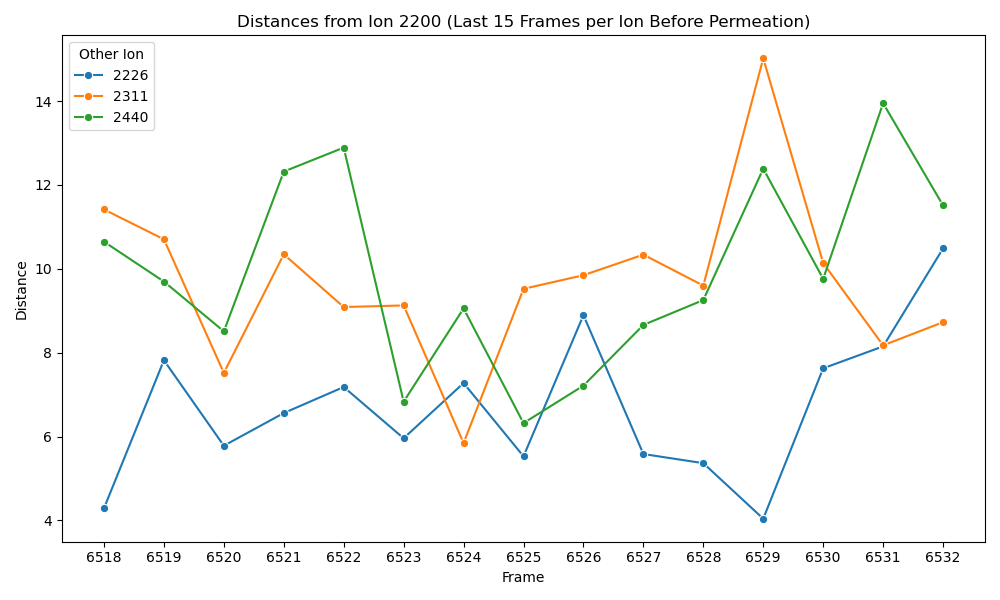 Distances from Ion 2200 (Last 15 Frames per Ion Before Permeation)
Other Ion
2226
2311
2440
Distance
14
12
10
8
6
4
6518 6519 6520 6521 6522 6523 6524 6525 6526 6527 6528 6529 6530 6531 6532
Frame